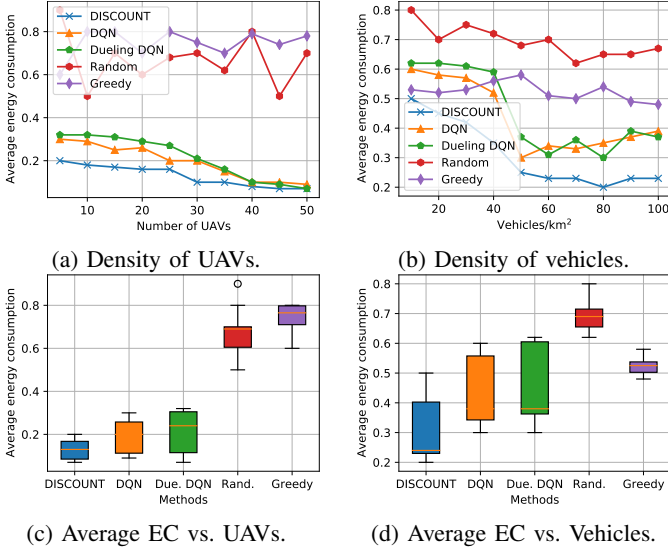 Average energy consumption
0.8
0.6
0.4
0.2
DISCOUNT
DQN
Dueling DQN
Random
Greedy
10 20 30 40 50
Number of UAVs
(a) Density of UAVs.
Average energy consumption
0.8
0.7
0.6
0.5
0.4
0.3
0.2
DISCOUNT
DQN
Dueling DQN
Random
Greedy
20 40 60 80 100
Vehicles/km²
(b) Density of vehicles.
Average energy consumption
0.8
0.6
0.4
0.2
DISCOUNT DQN Due. DQN Rand. Greedy
Methods
(c) Average EC vs. UAVs.
Average energy consumption
0.8
0.7
0.6
0.5
0.4
0.3
0.2
DISCOUNT DQN Due. DQN Rand. Greedy
Methods
(d) Average EC vs. Vehicles.